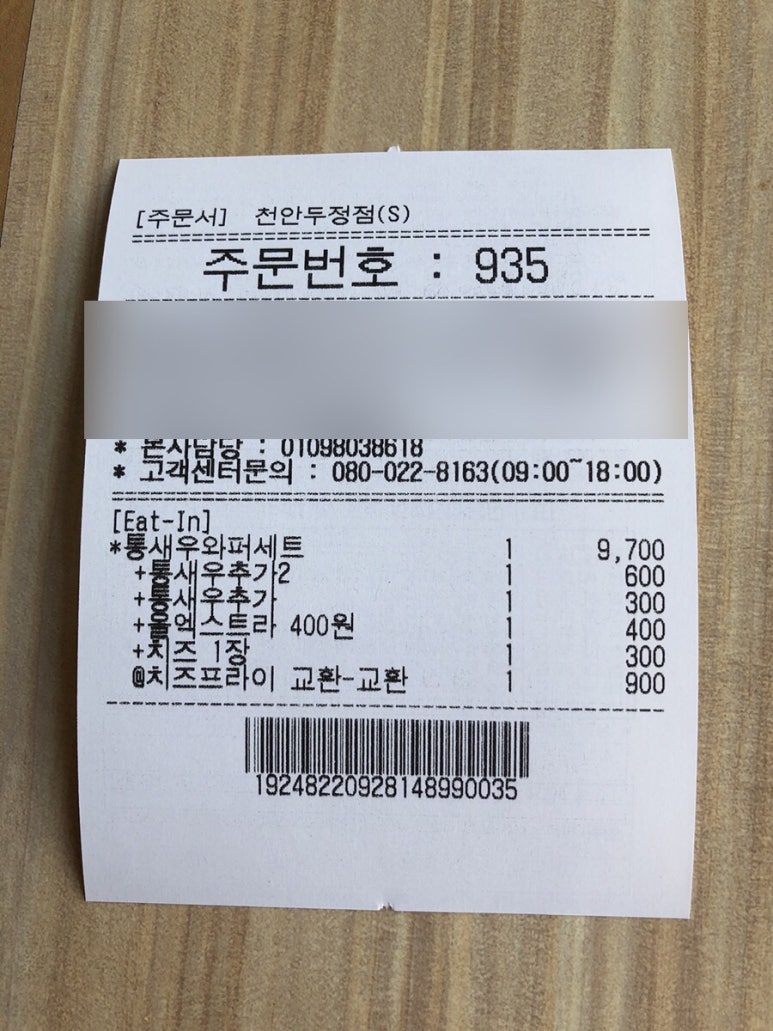 [주문서] 천안두정점(S)
주문번호 : 935
* 본사담당 : 01098038618
* 고객센터문의 : 080-022-8163(09:00~18:00)
[Eat-In]
*통새우와퍼세트 1 9,700
+통새우추가2 1 600
+통새우추가 1 300
+올엑스트라 400원 1 400
+치즈 1장 1 300
@치즈프라이 교환-교환 1 900
19248220928148990035